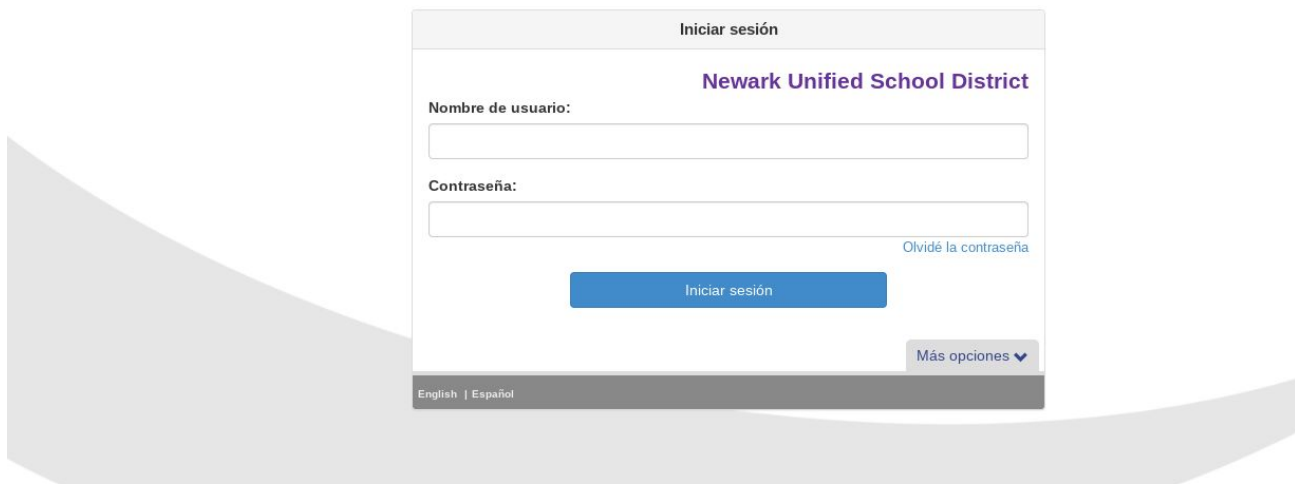 Iniciar sesión
Newark Unified School District
Nombre de usuario:
Contraseña:
Olvidé la contraseña
Iniciar sesión
Más opciones
English | Español